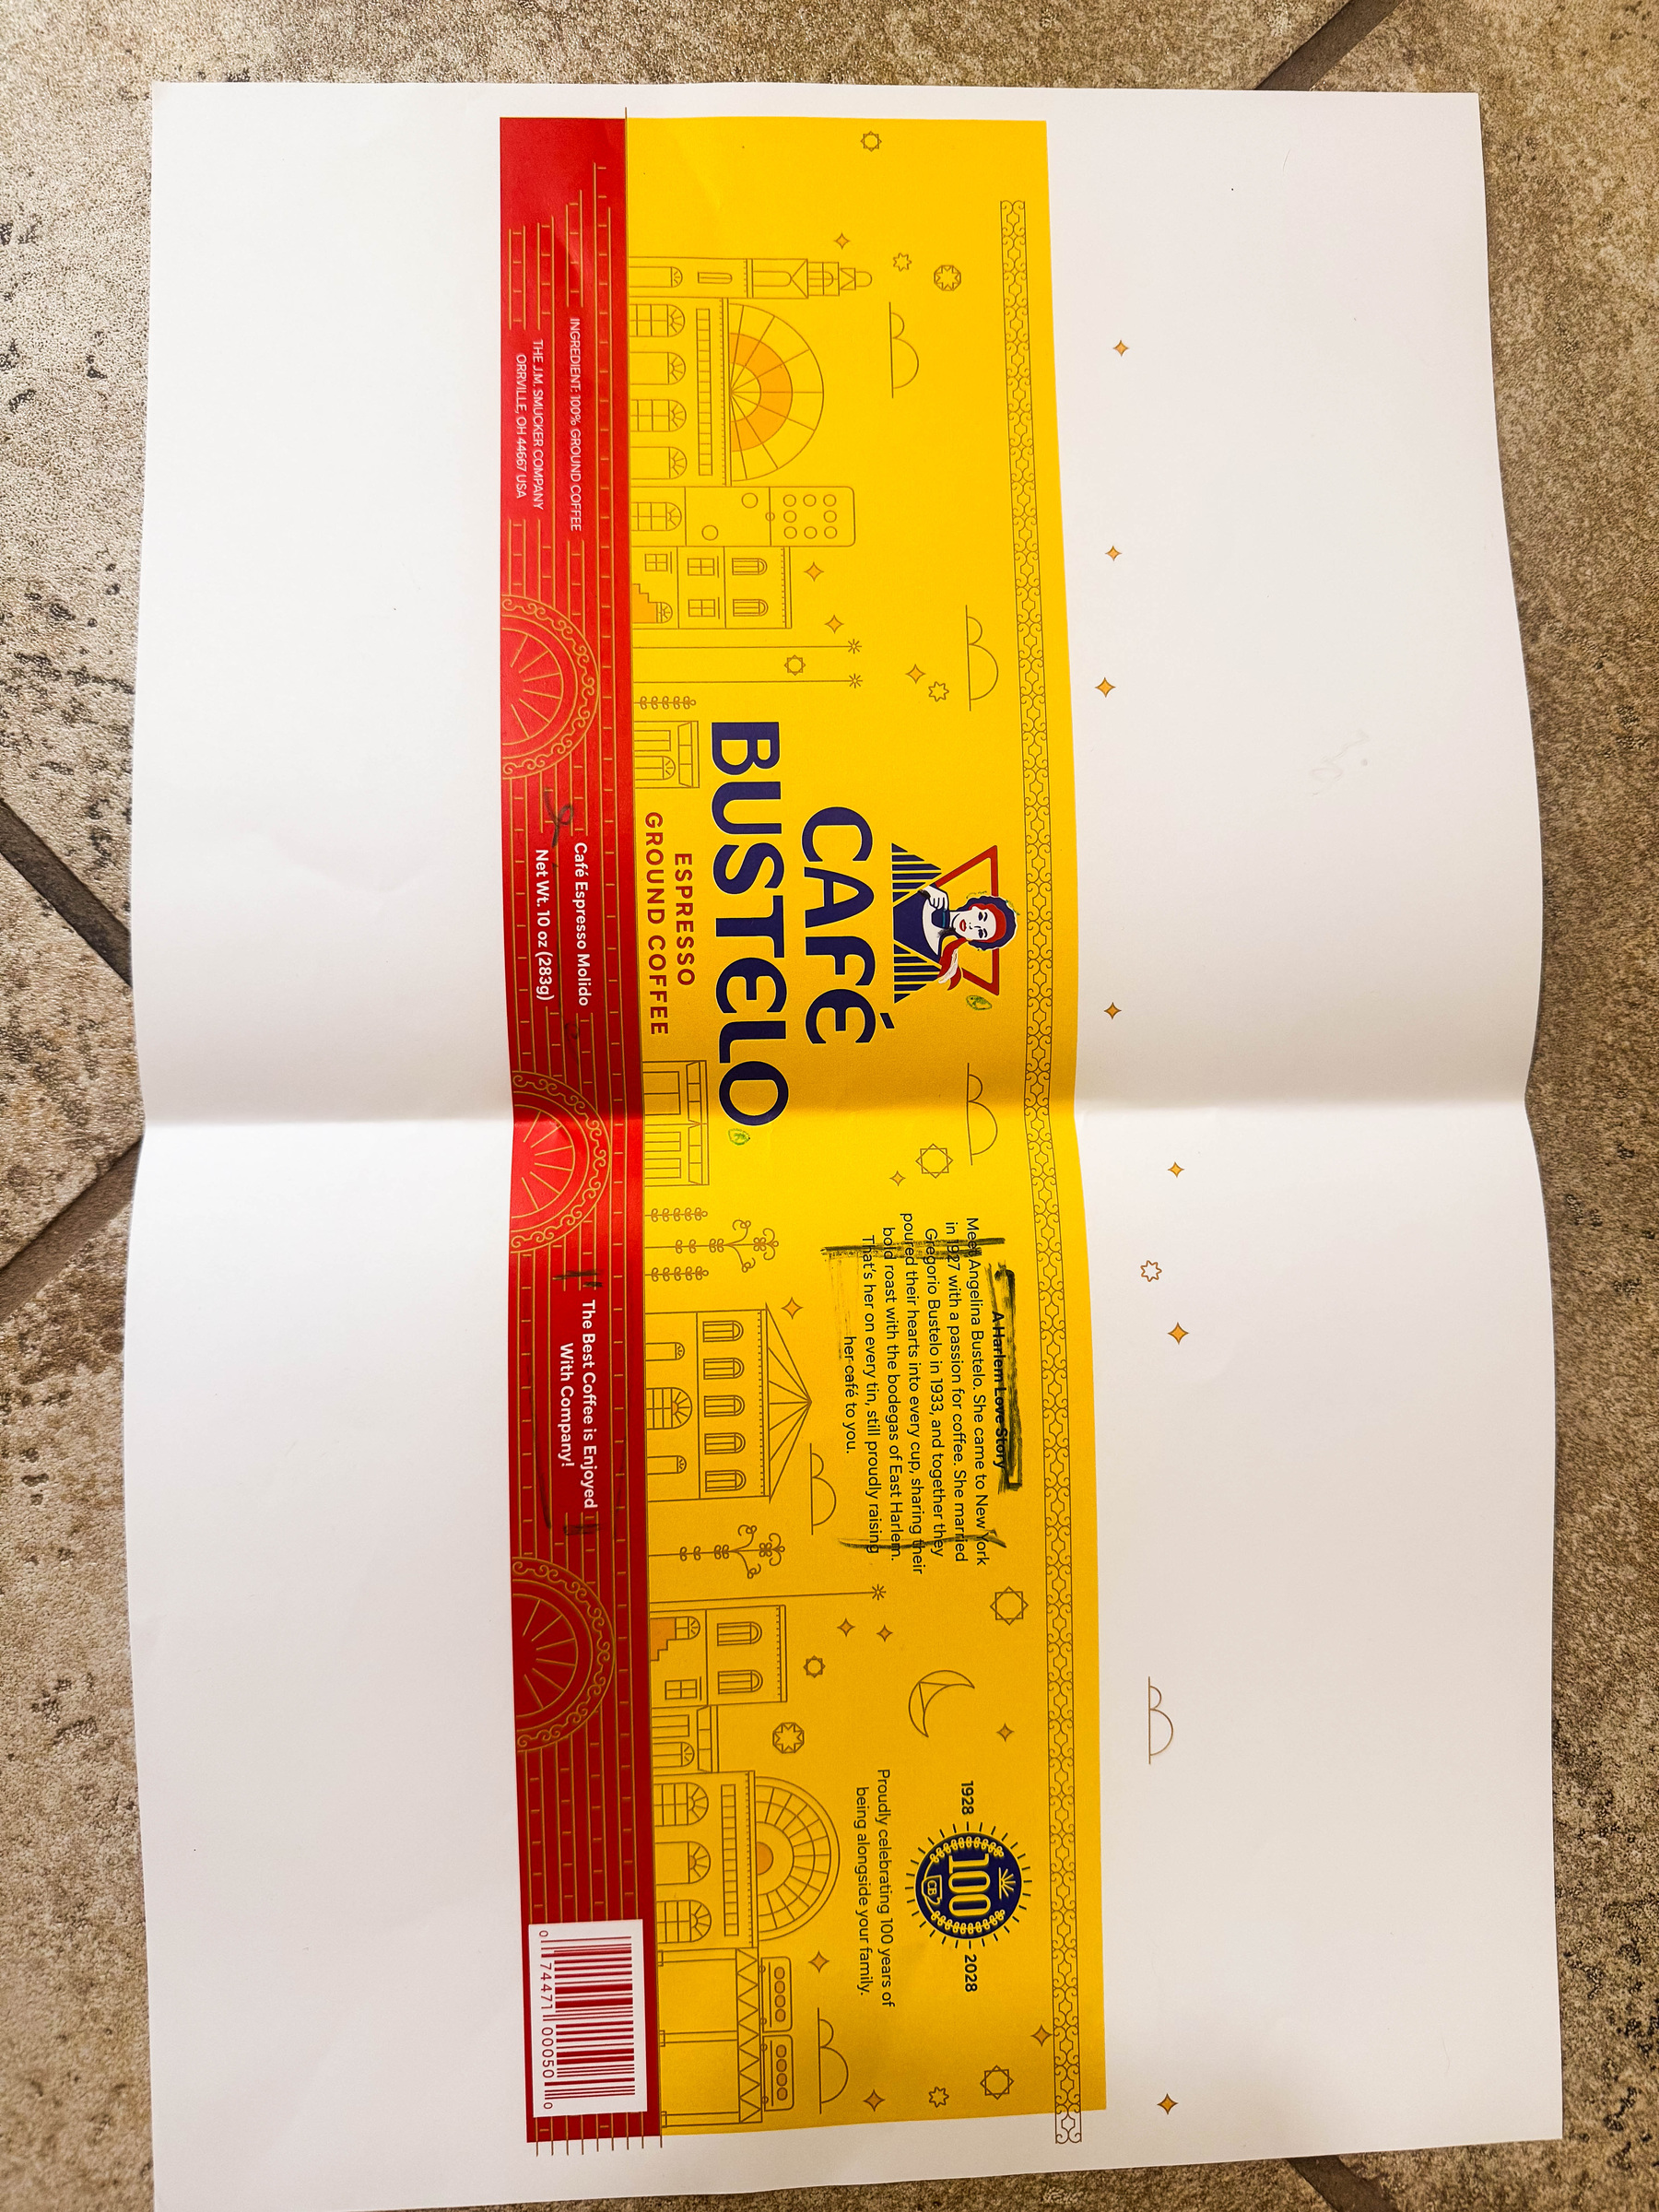 INGREDIENT: 100% GROUND COFFEE
THE J.M. SMUCKER COMPANY
ORRVILLE, OH 44667 USA
CAFÉ
BUSTELO
ESPRESSO
GROUND COFFEE
Café Espresso Molido
Net Wt. 10 oz (283g)
A Harlem Love Story
Meet Angelina Bustelo. She came to New York
in 1927 with a passion for coffee. She married
Gregorio Bustelo in 1933, and together they
poured their hearts into every cup, sharing their
bold roast with the bodegas of East Harlem.
That's her on every tin, still proudly raising
her café to you.
The Best Coffee is Enjoyed
With Company!
1928
100
CB
2028
Proudly celebrating 100 years of
being alongside your family.
0 74471 00050 0